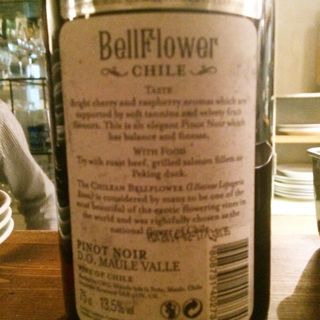 BellFlower
CHILE
TASTE
Bright cherry and raspberry aromas which are
supported by soft tannins and velvety fruit
flavours. This is an elegant Pinot Noir which
has balance and finesse.
WITH FOOD
Try with roast beef, grilled salmon fillets or
Peking duck.
The CHILEAN BELLFLOWER
is considered by many to be one of the
most beautiful of the exotic flowering vines in
the world and was rightfully chosen as the
national flower of Chile
PINOT NOIR
D.O. MAULE VALLE
WINE OF CHILE
75cl 13.5%